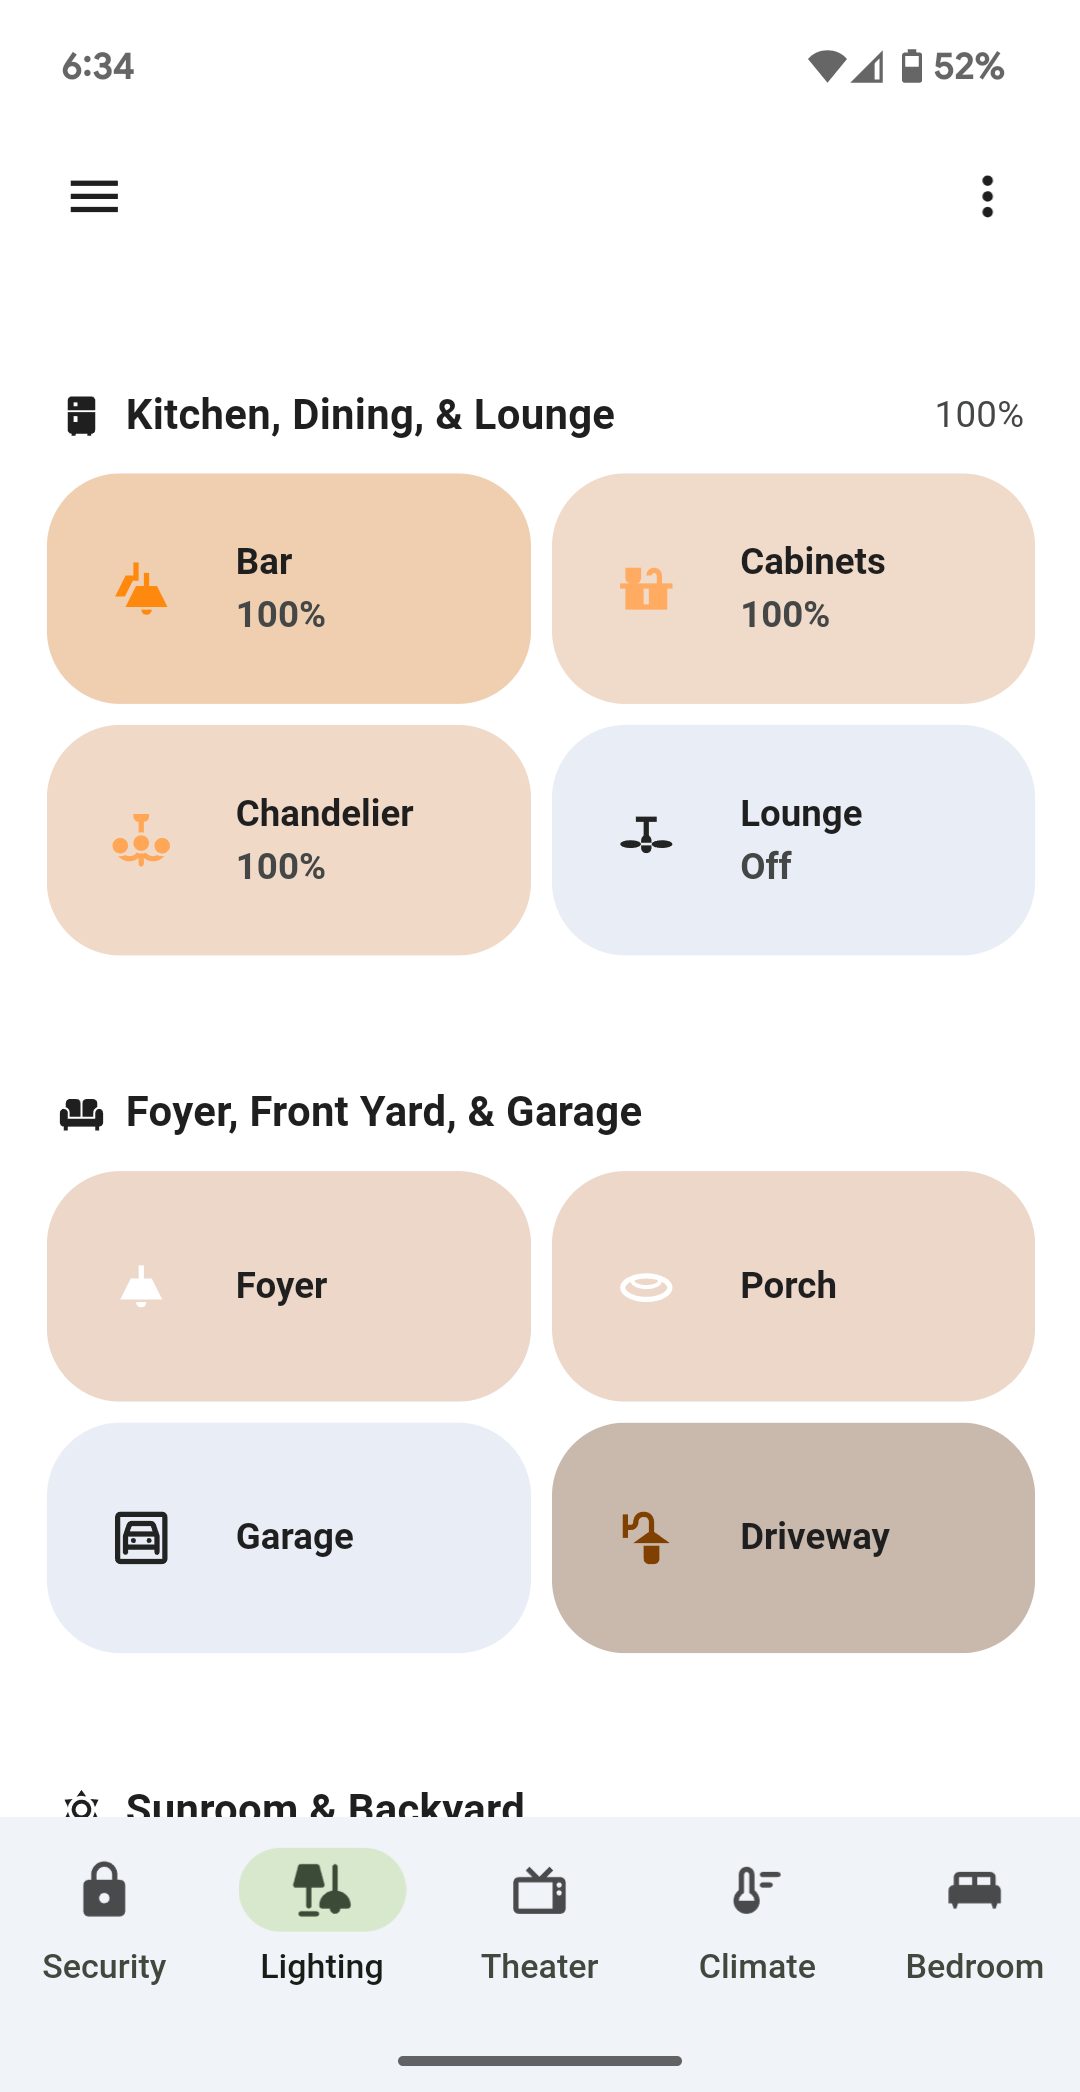 6:34
52%
Kitchen, Dining, & Lounge
100%
Bar
100%
Cabinets
100%
Chandelier
100%
Lounge
Off
Foyer, Front Yard, & Garage
Foyer
Porch
Garage
Driveway
Sunroom & Backyard
Security
Lighting
Theater
Climate
Bedroom